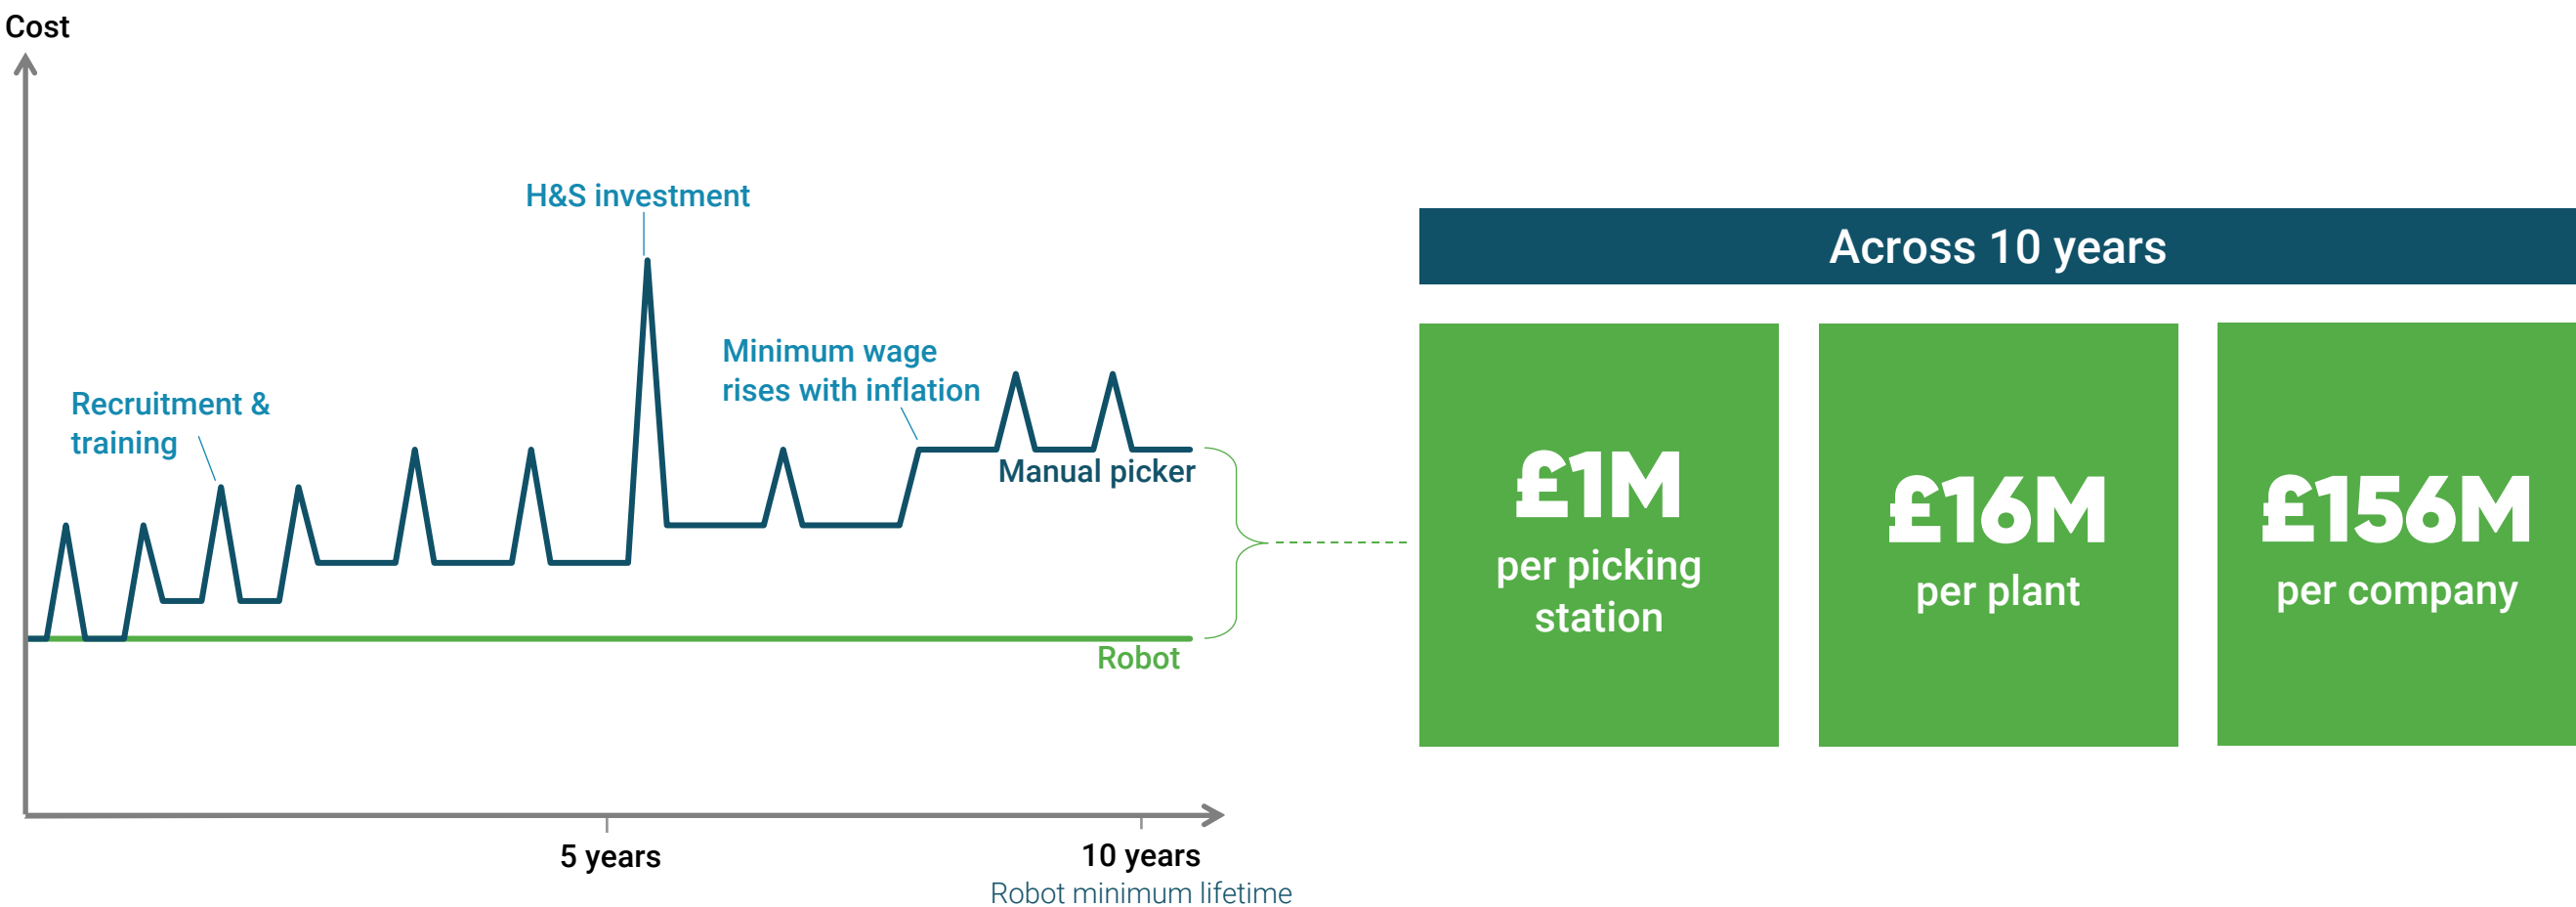 Cost
H&S investment
Minimum wage
rises with inflation
Recruitment &
training
Manual picker
Robot
5 years
10 years
Robot minimum lifetime
Across 10 years
£1M
per picking
station
£16M
per plant
£156M
per company